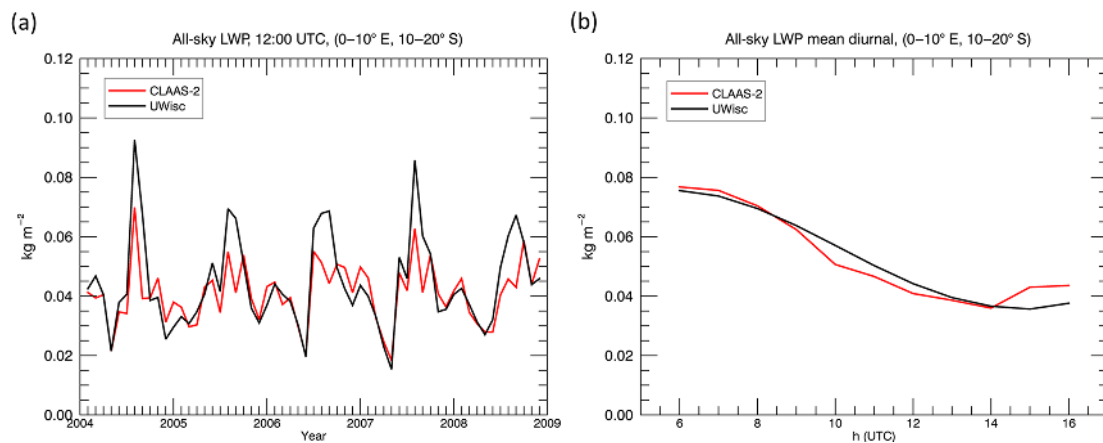 (a)
All-sky LWP, 12:00 UTC, (0–10° E, 10–20° S)
0.12
0.10
0.08
0.06
0.04
0.02
0.00
kg m⁻²
CLAAS-2
UWisc
2004 2005 2006 2007 2008 2009
Year
(b)
All-sky LWP mean diurnal, (0–10° E, 10–20° S)
0.12
0.10
0.08
0.06
0.04
0.02
0.00
kg m⁻²
CLAAS-2
UWisc
6 8 10 12 14 16
h (UTC)